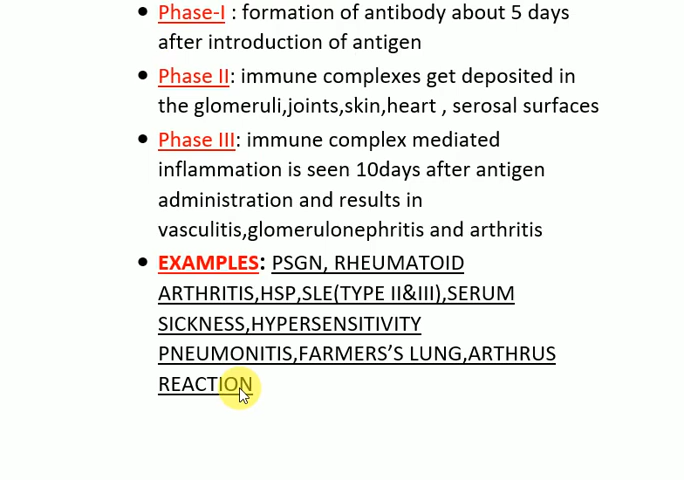 Phase-I : formation of antibody about 5 days
after introduction of antigen
Phase II: immune complexes get deposited in
the glomeruli,joints,skin,heart , serosal surfaces
Phase III: immune complex mediated
inflammation is seen 10days after antigen
administration and results in
vasculitis,glomerulonephritis and arthritis
EXAMPLES: PSGN, RHEUMATOID
ARTHRITIS,HSP,SLE(TYPE II&III),SERUM
SICKNESS,HYPERSENSITIVITY
PNEUMONITIS,FARMERS’S LUNG,ARTHRUS
REACTION